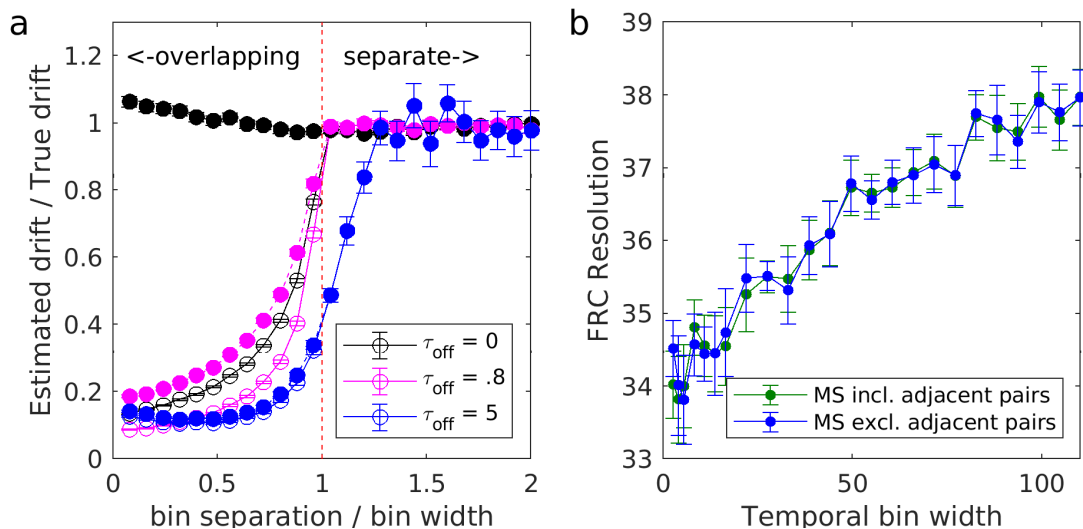 a
<-overlapping
separate->
Estimated drift / True drift
1.2
1
0.8
0.6
0.4
0.2
0
0
0.5
1
1.5
2
bin separation / bin width
τoff = 0
τoff = .8
τoff = 5
b
FRC Resolution
38
37
36
35
34
33
0
50
100
Temporal bin width
MS incl. adjacent pairs
MS excl. adjacent pairs